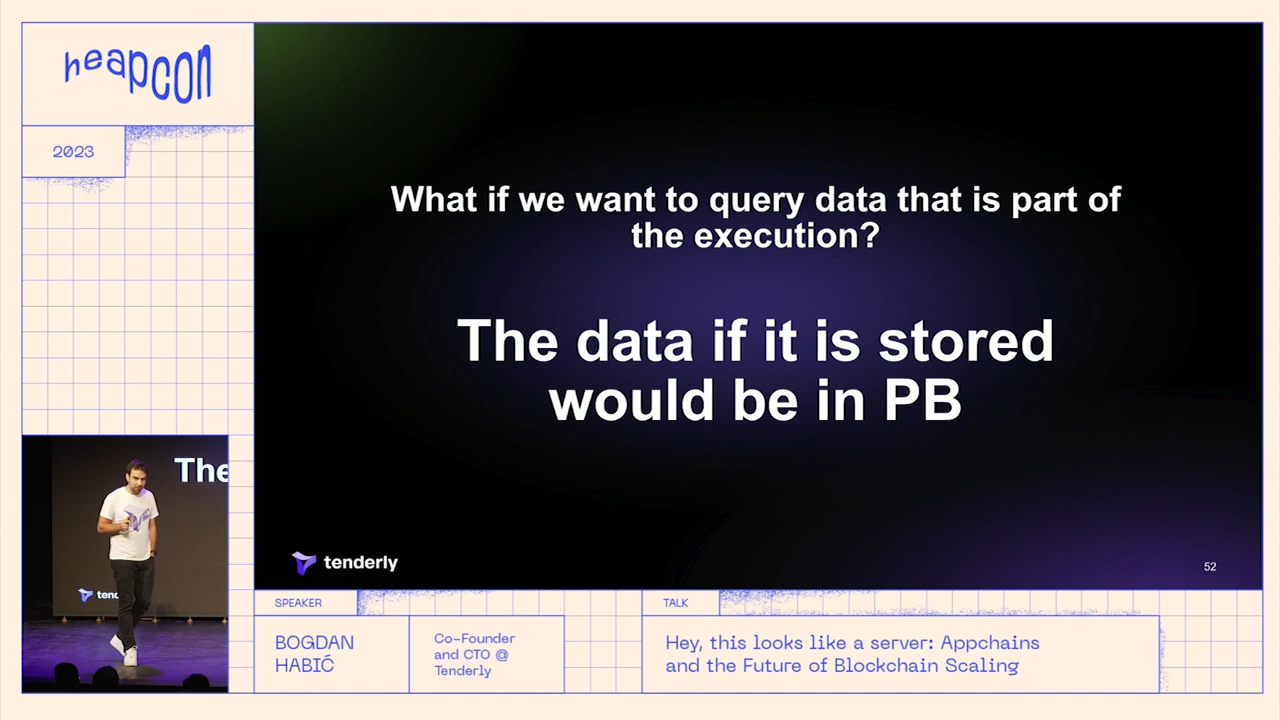 heapcon
2023
What if we want to query data that is part of
the execution?
The data if it is stored
would be in PB
tenderly
52
The
tend
SPEAKER
BOGDAN
HABIĆ
Co-Founder
and CTO @
Tenderly
TALK
Hey, this looks like a server: Appchains
and the Future of Blockchain Scaling